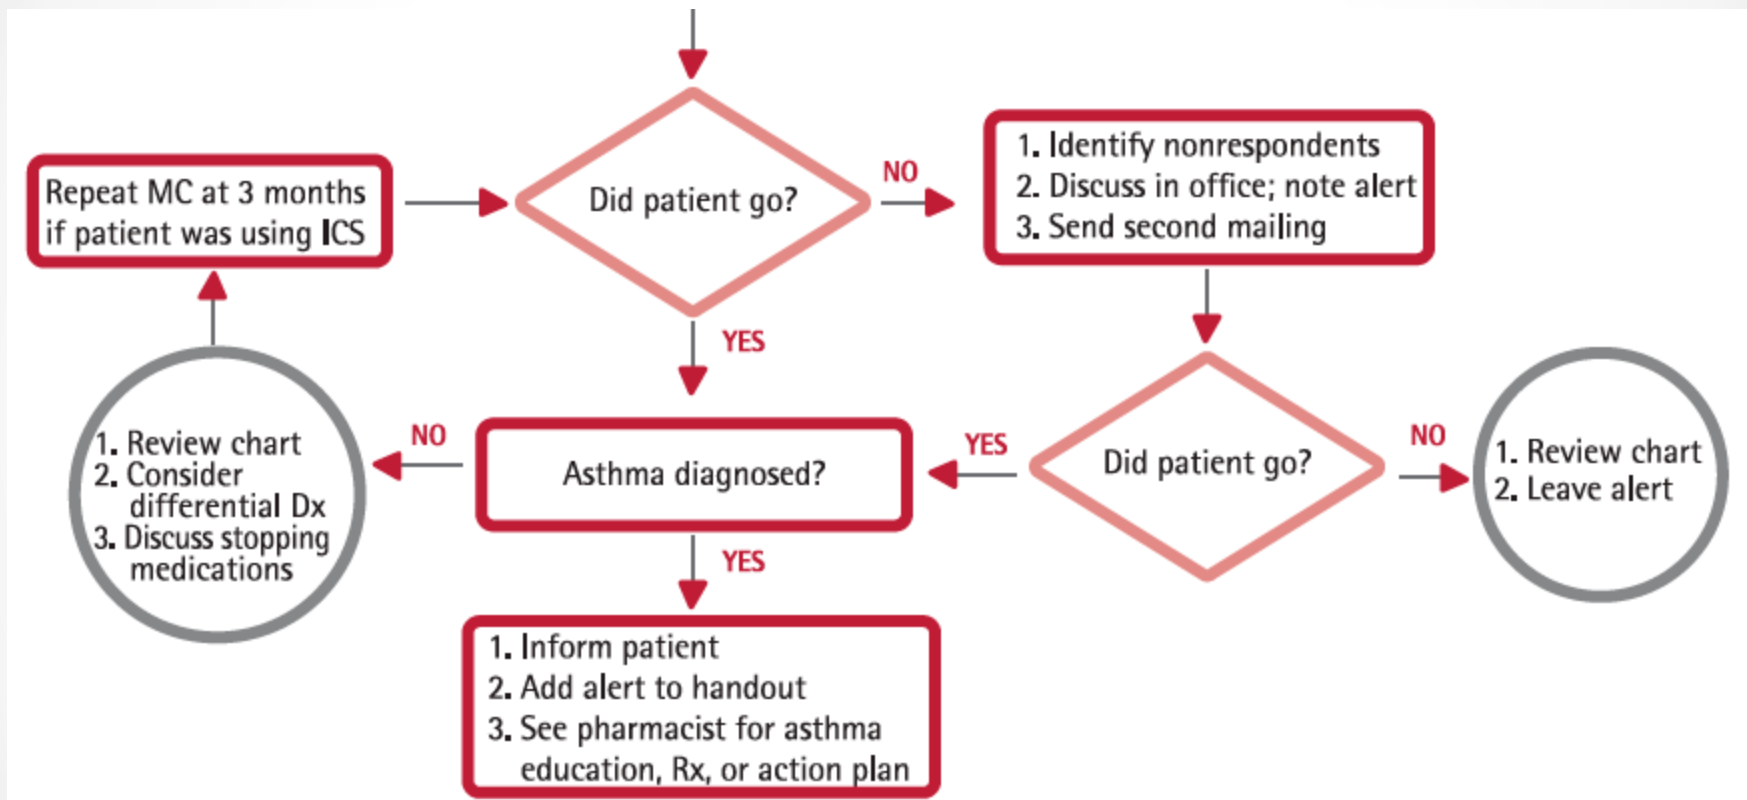 Repeat MC at 3 months
if patient was using ICS
Did patient go?
NO
1. Identify nonrespondents
2. Discuss in office; note alert
3. Send second mailing
YES
1. Review chart
2. Consider
differential Dx
3. Discuss stopping
medications
NO
Asthma diagnosed?
YES
Did patient go?
NO
1. Review chart
2. Leave alert
YES
1. Inform patient
2. Add alert to handout
3. See pharmacist for asthma
education, Rx, or action plan